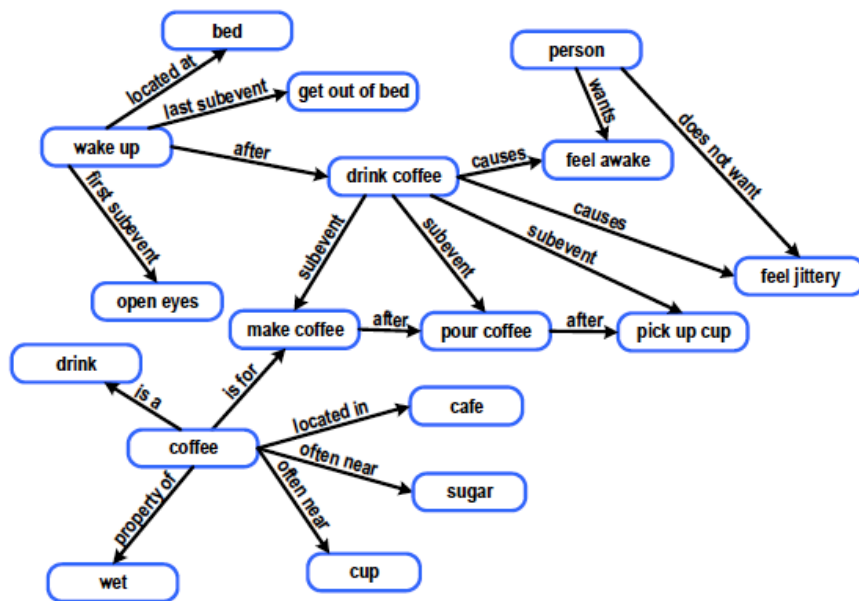 bed
person
located at
last subevent
get out of bed
wants
does not want
wake up
after
causes
feel awake
drink coffee
first subevent
causes
subevent
subevent
subevent
feel jittery
open eyes
make coffee
after
pour coffee
after
pick up cup
drink
is a
is for
located in
cafe
coffee
often near
sugar
property of
often near
wet
cup